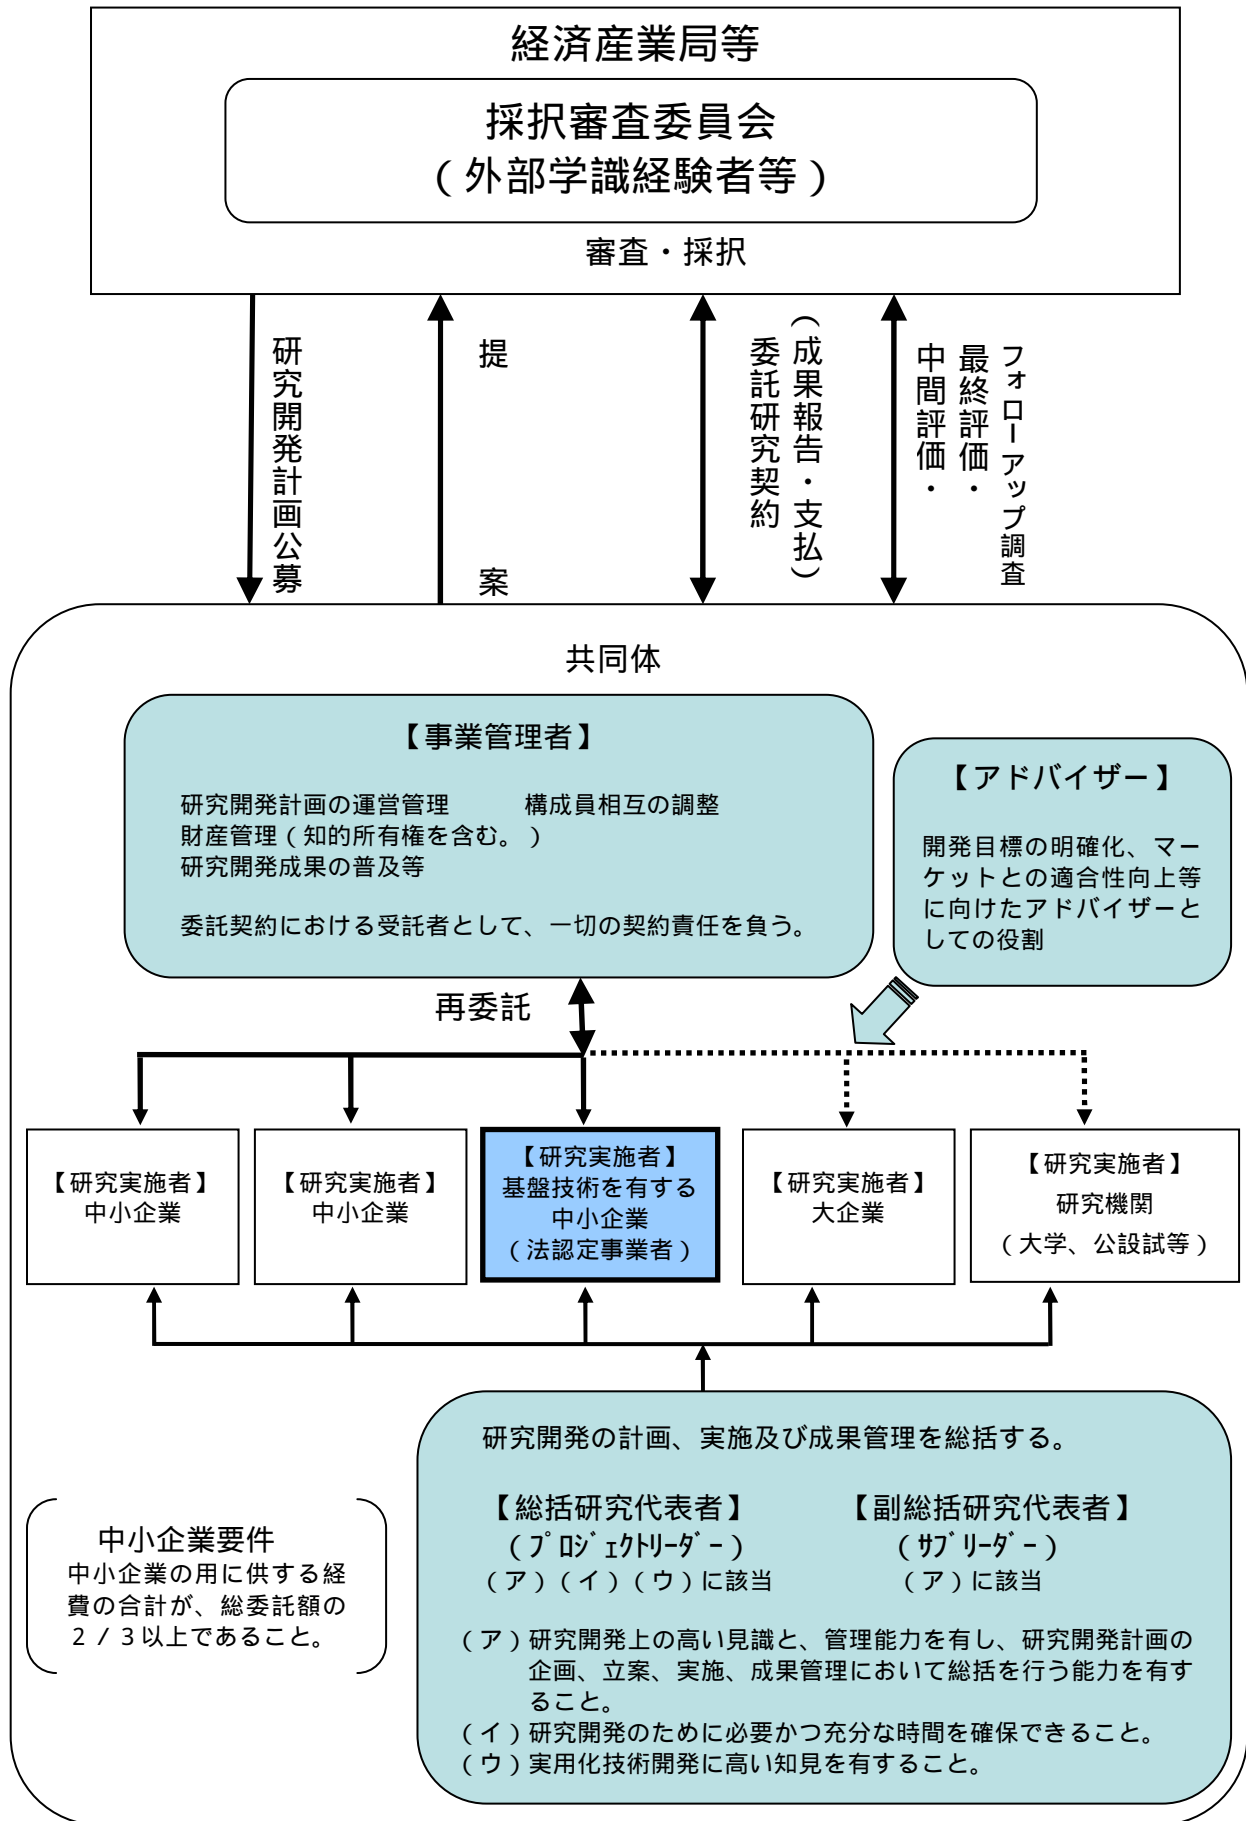 経済産業局等
採択審査委員会
（外部学識経験者等）
審査・採択
研究開発計画公募
提案
委託研究契約
（成果報告・支払）
中間評価・
最終評価・
フォローアップ調査
共同体
【事業管理者】
研究開発計画の運営管理　　構成員相互の調整
財産管理（知的所有権を含む。）
研究開発成果の普及等
委託契約における受託者として、一切の契約責任を負う。
【アドバイザー】
開発目標の明確化、マー
ケットとの適合性向上等
に向けたアドバイザーと
しての役割
再委託
【研究実施者】
中小企業
【研究実施者】
中小企業
【研究実施者】
基盤技術を有する
中小企業
（法認定事業者）
【研究実施者】
大企業
【研究実施者】
研究機関
（大学、公設試等）
研究開発の計画、実施及び成果管理を総括する。
【総括研究代表者】
（ﾌﾟﾛｼﾞｪｸﾄﾘｰﾀﾞｰ）
（ア）（イ）（ウ）に該当
【副総括研究代表者】
（ｻﾌﾞﾘｰﾀﾞｰ）
（ア）に該当
（ア）研究開発上の高い見識と、管理能力を有し、研究開発計画の
企画、立案、実施、成果管理において総括を行う能力を有す
ること。
（イ）研究開発のために必要かつ充分な時間を確保できること。
（ウ）実用化技術開発に高い知見を有すること。
中小企業要件
中小企業の用に供する経
費の合計が、総委託額の
２／３以上であること。